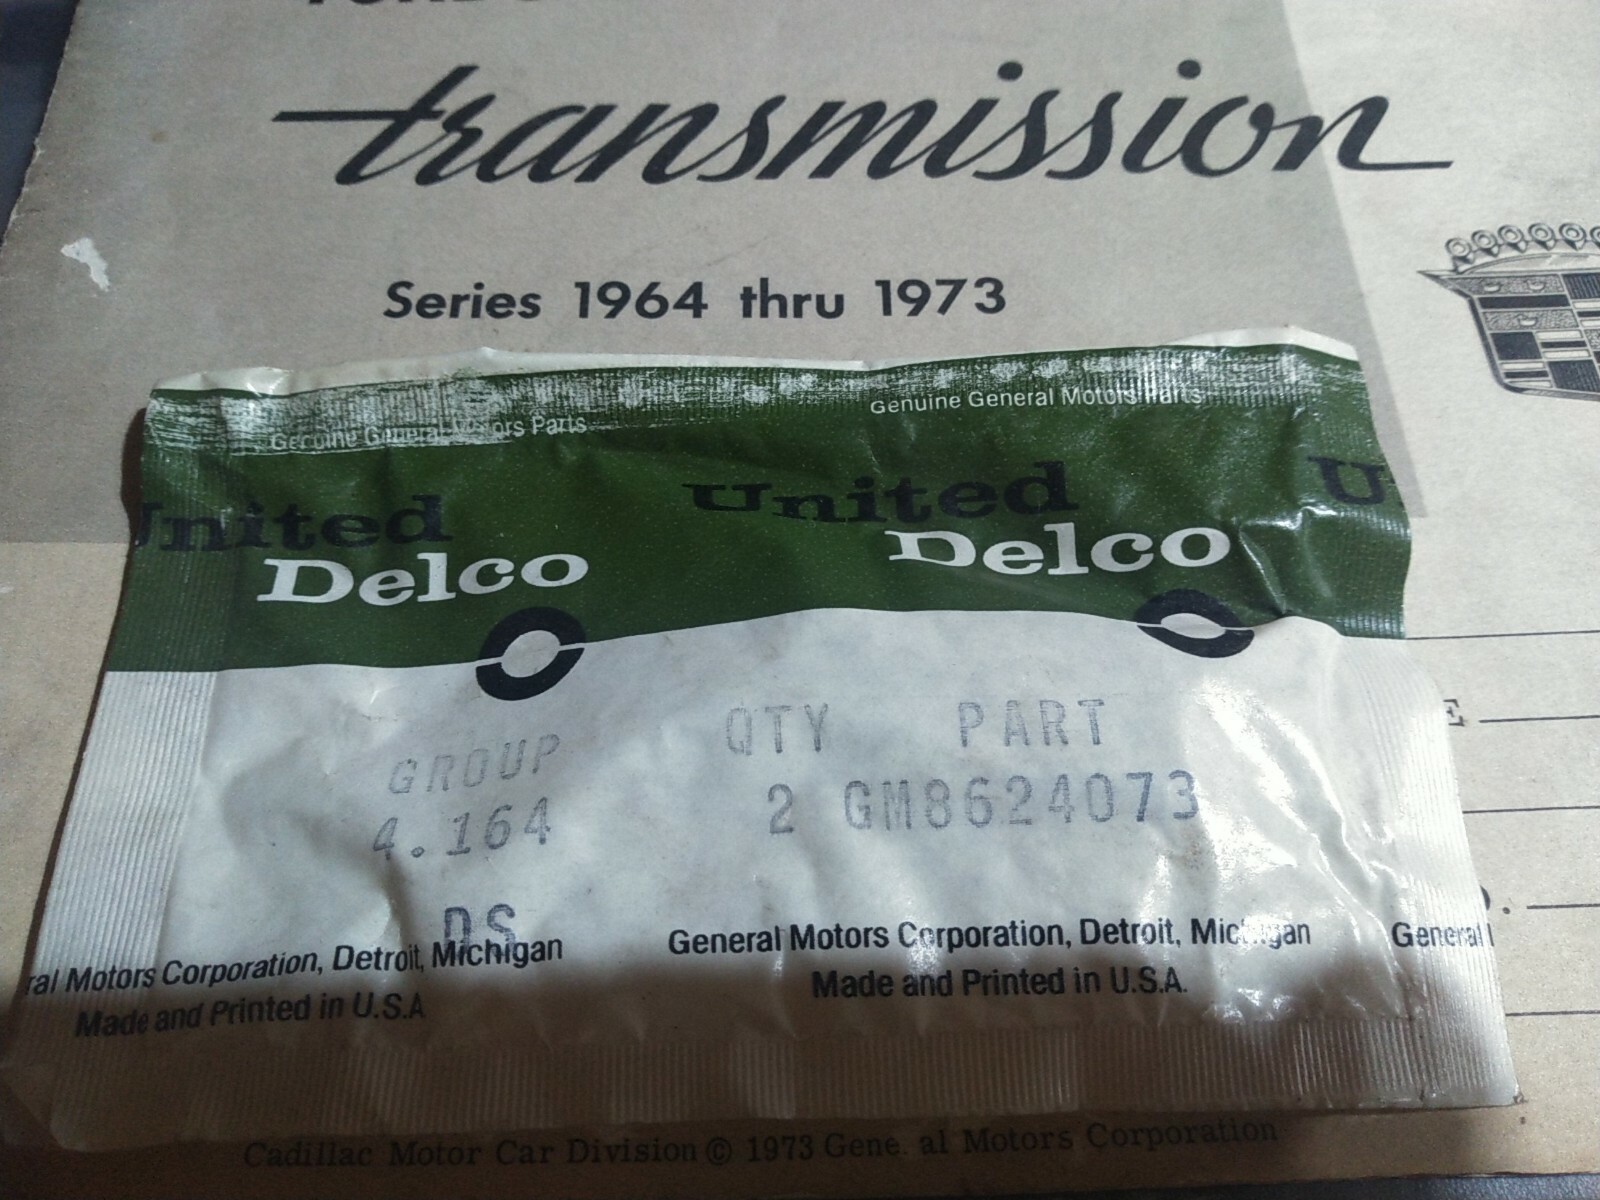 transmission
Series 1964 thru 1973
Genuine General Motors Parts
Genuine General Motors Parts
United
Delco
United
Delco
U
GROUP
4.164
DS
QTY PART
2 GM8624073
ral Motors Corporation, Detroit, Michigan
Made and Printed in U.S.A
General Motors Corporation, Detroit, Michigan
Made and Printed in U.S.A.
General
E
Cadillac Motor Car Division © 1973 Gene al Motors Corporation